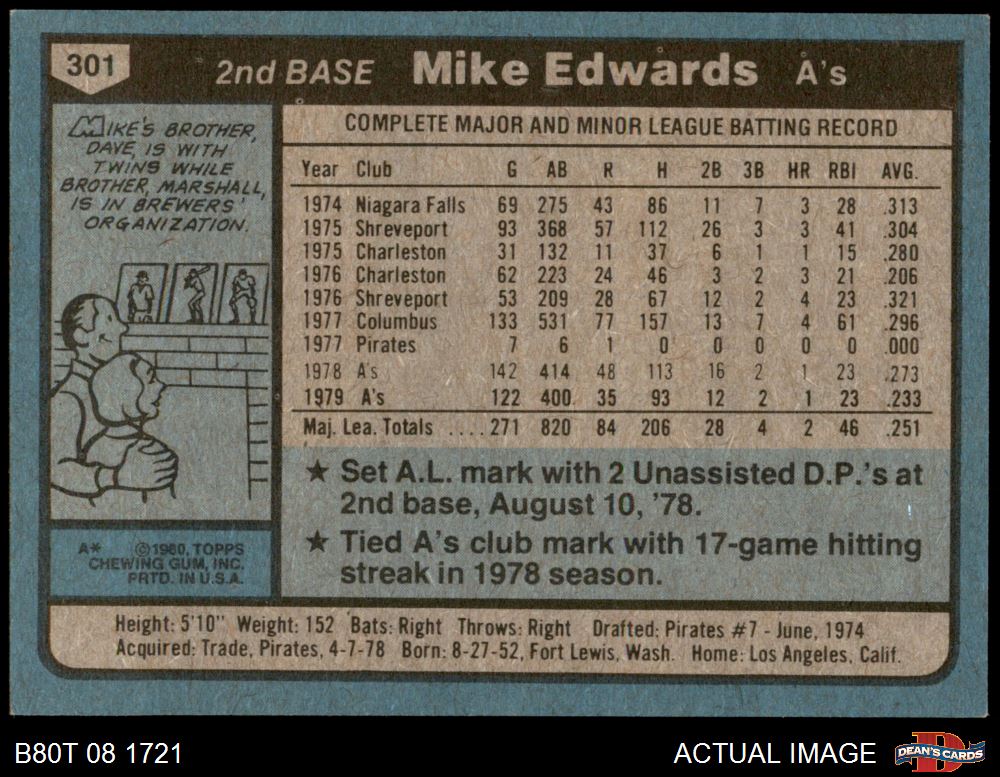 301 2nd BASE Mike Edwards A's
MIKE'S BROTHER,
DAVE, IS WITH
TWINS WHILE
BROTHER, MARSHALL,
IS IN BREWERS'
ORGANIZATION.
A* ©1980, TOPPS
CHEWING GUM, INC.
PRTD. IN U.S.A.
COMPLETE MAJOR AND MINOR LEAGUE BATTING RECORD
Year Club G AB R H 2B 3B HR RBI AVG.
1974 Niagara Falls 69 275 43 86 11 7 3 28 .313
1975 Shreveport 93 368 57 112 26 3 3 41 .304
1975 Charleston 31 132 11 37 6 1 1 15 .280
1976 Charleston 62 223 24 46 3 2 3 21 .206
1976 Shreveport 53 209 28 67 12 2 4 23 .321
1977 Columbus 133 531 77 157 13 7 4 61 .296
1977 Pirates 7 6 1 0 0 0 0 0 .000
1978 A's 142 414 48 113 16 2 1 23 .273
1979 A's 122 400 35 93 12 2 1 23 .233
Maj. Lea. Totals ....271 820 84 206 28 4 2 46 .251
★ Set A.L. mark with 2 Unassisted D.P.'s at
2nd base, August 10, '78.
★ Tied A's club mark with 17-game hitting
streak in 1978 season.
Height: 5'10" Weight: 152 Bats: Right Throws: Right Drafted: Pirates #7 - June, 1974
Acquired: Trade, Pirates, 4-7-78 Born: 8-27-52, Fort Lewis, Wash. Home: Los Angeles, Calif.
B80T 08 1721 ACTUAL IMAGE DEAN'S CARDS